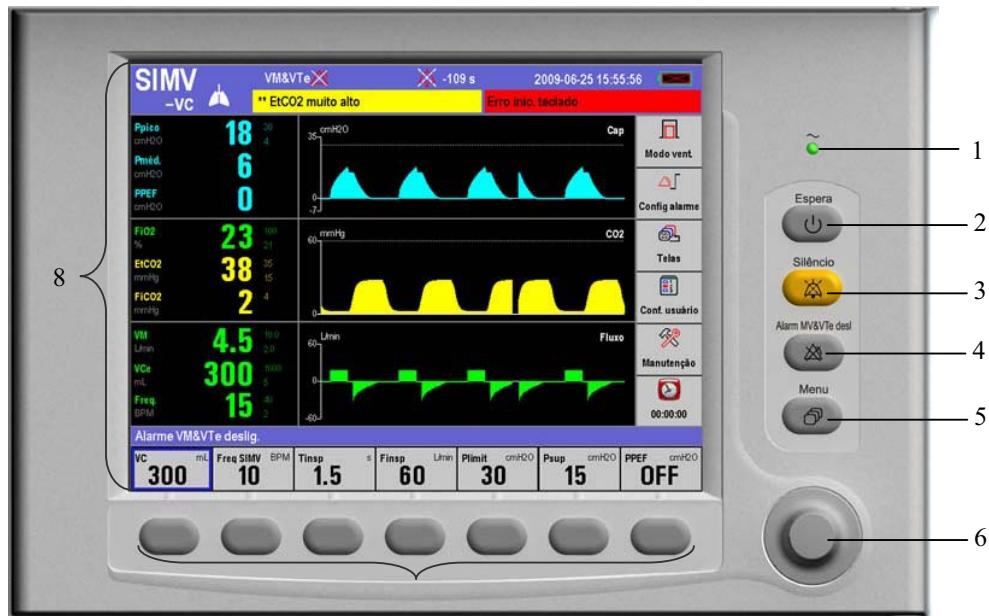 SIMV
-VC
VM&VTe
-109 s
2009-06-25 15:55:56
** EtCO2 muito alto
Erro inic. teclado
Ppico 18 30
cmH2O 4
Pméd. 6
cmH2O
PPEF 0
cmH2O
FiO2 23 100
% 21
EtCO2 38 35
mmHg 15
FiCO2 2 4
mmHg
VM 4.5 10.0
L/min 2.0
VCe 300 1000
mL 5
Freq. 15 40
BPM 2
35 cmH2O Cap
0
-7
60 mmHg CO2
0
60 L/min Fluxo
0
-60
Modo vent.
Config alarme
Telas
Conf. usuário
Manutenção
00:00:00
Alarme VM&VTe deslig.
VC mL
300
Freq SIMV BPM
10
Tinsp s
1.5
Finsp L/min
60
Plimit cmH2O
30
Psup cmH2O
15
PPEF cmH2O
OFF
~
Espera
Silêncio
Alarm MV&VTe desl
Menu
1
2
3
4
5
6
8